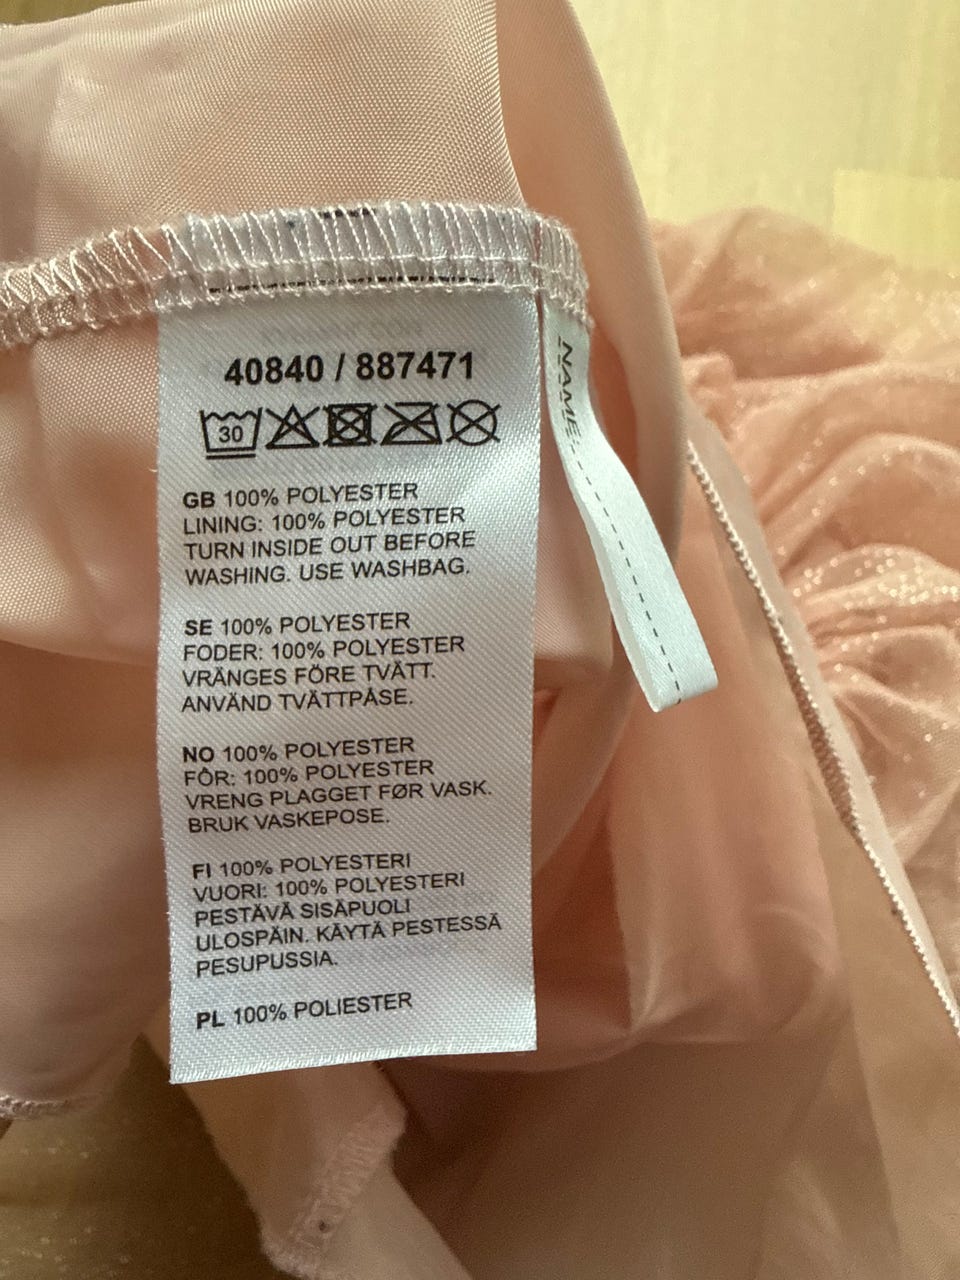 40840 / 887471
30
GB 100% POLYESTER
LINING: 100% POLYESTER
TURN INSIDE OUT BEFORE
WASHING. USE WASHBAG.
SE 100% POLYESTER
FODER: 100% POLYESTER
VRÄNGES FÖRE TVÄTT.
ANVÄND TVÄTTPÅSE.
NO 100% POLYESTER
FÔR: 100% POLYESTER
VRENG PLAGGET FØR VASK.
BRUK VASKEPOSE.
FI 100% POLYESTERI
VUORI: 100% POLYESTERI
PESTÄVÄ SISÄPUOLI
ULOSPÄIN. KÄYTÄ PESTESSÄ
PESUPUSSIA.
PL 100% POLIESTER
NAME: